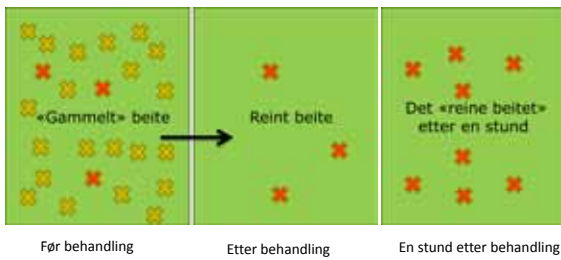 «Gammelt» beite
Reint beite
Det «reine beitet»
etter en stund
Før behandling
Etter behandling
En stund etter behandling